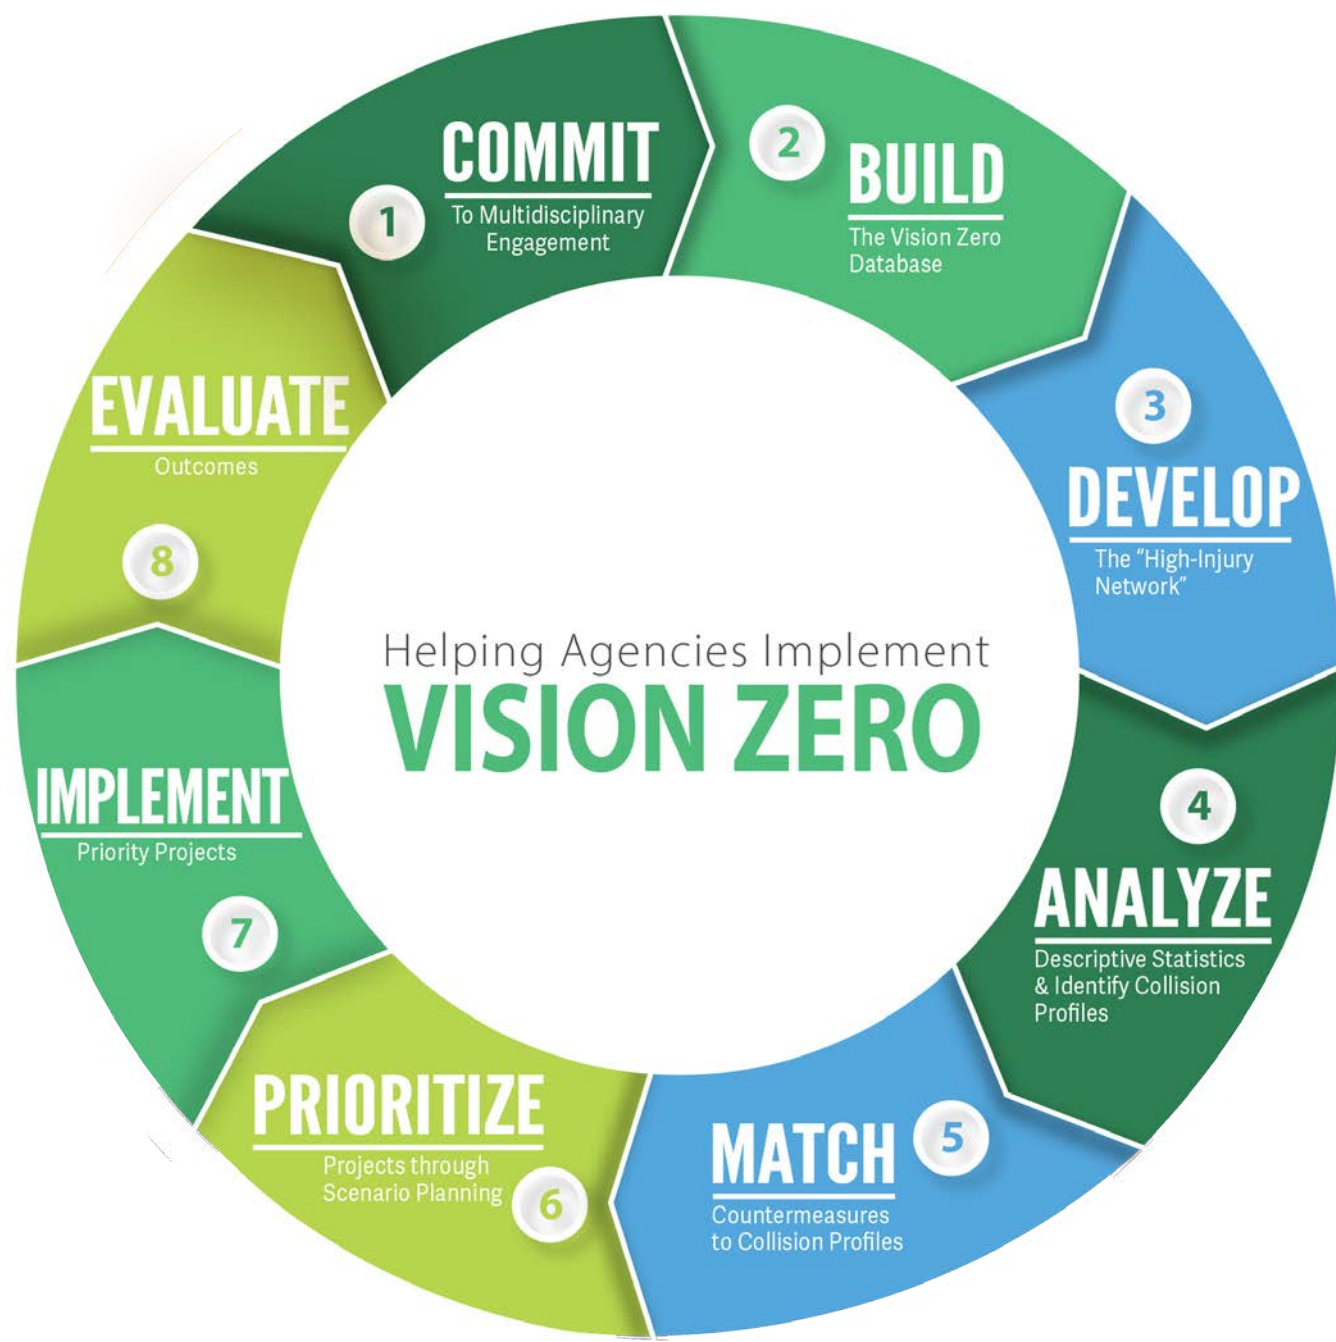 1
COMMIT
To Multidisciplinary
Engagement
2
BUILD
The Vision Zero
Database
3
DEVELOP
The “High-Injury
Network”
4
ANALYZE
Descriptive Statistics
& Identify Collision
Profiles
5
MATCH
Countermeasures
to Collision Profiles
6
PRIORITIZE
Projects through
Scenario Planning
7
IMPLEMENT
Priority Projects
8
EVALUATE
Outcomes
Helping Agencies Implement
VISION ZERO